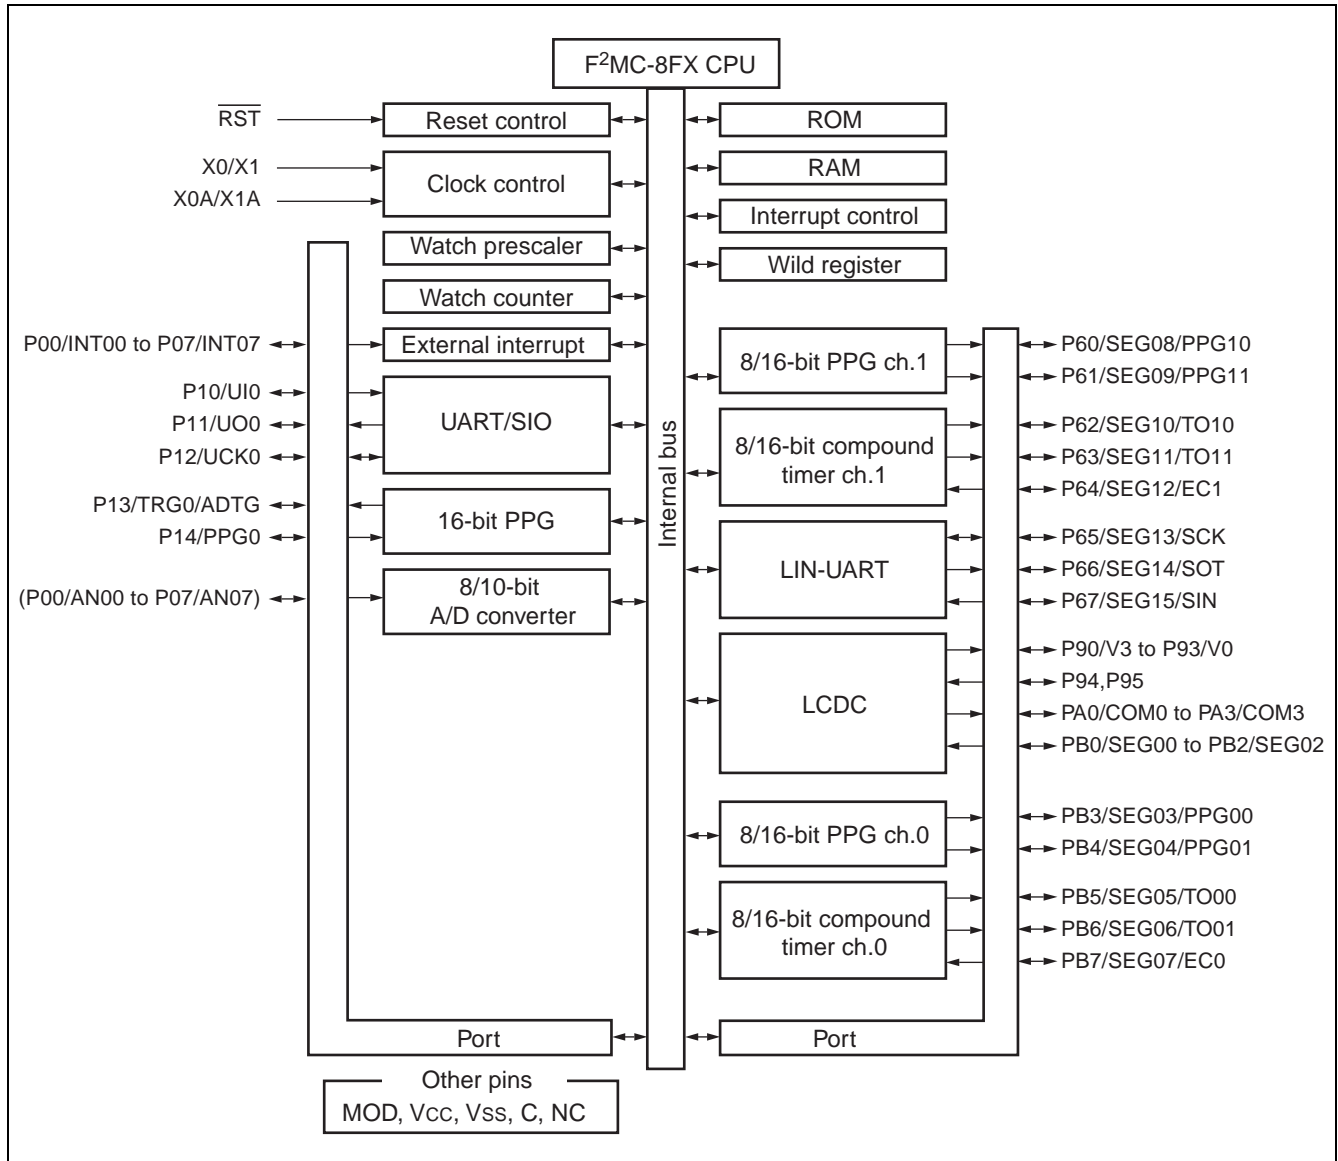 F²MC-8FX CPU
RST
Reset control
ROM
X0/X1
X0A/X1A
Clock control
RAM
Interrupt control
Watch prescaler
Wild register
Watch counter
P00/INT00 to P07/INT07
External interrupt
8/16-bit PPG ch.1
P60/SEG08/PPG10
P61/SEG09/PPG11
P10/UI0
P11/UO0
P12/UCK0
UART/SIO
Internal bus
8/16-bit compound
timer ch.1
P62/SEG10/TO10
P63/SEG11/TO11
P64/SEG12/EC1
P13/TRG0/ADTG
P14/PPG0
16-bit PPG
LIN-UART
P65/SEG13/SCK
P66/SEG14/SOT
P67/SEG15/SIN
(P00/AN00 to P07/AN07)
8/10-bit
A/D converter
LCDC
P90/V3 to P93/V0
P94,P95
PA0/COM0 to PA3/COM3
PB0/SEG00 to PB2/SEG02
8/16-bit PPG ch.0
PB3/SEG03/PPG00
PB4/SEG04/PPG01
8/16-bit compound
timer ch.0
PB5/SEG05/TO00
PB6/SEG06/TO01
PB7/SEG07/EC0
Port
Port
Other pins
MOD, VCC, VSS, C, NC